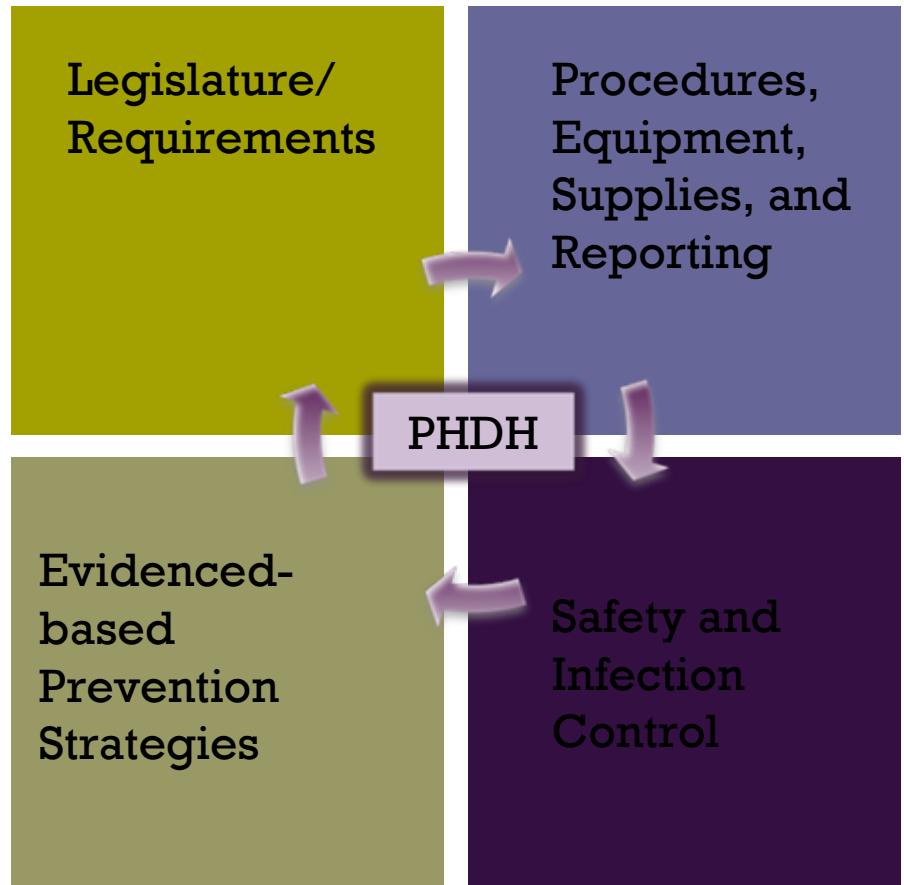 Legislature/
Requirements
Procedures,
Equipment,
Supplies, and
Reporting
PHDH
Evidenced-
based
Prevention
Strategies
Safety and
Infection
Control